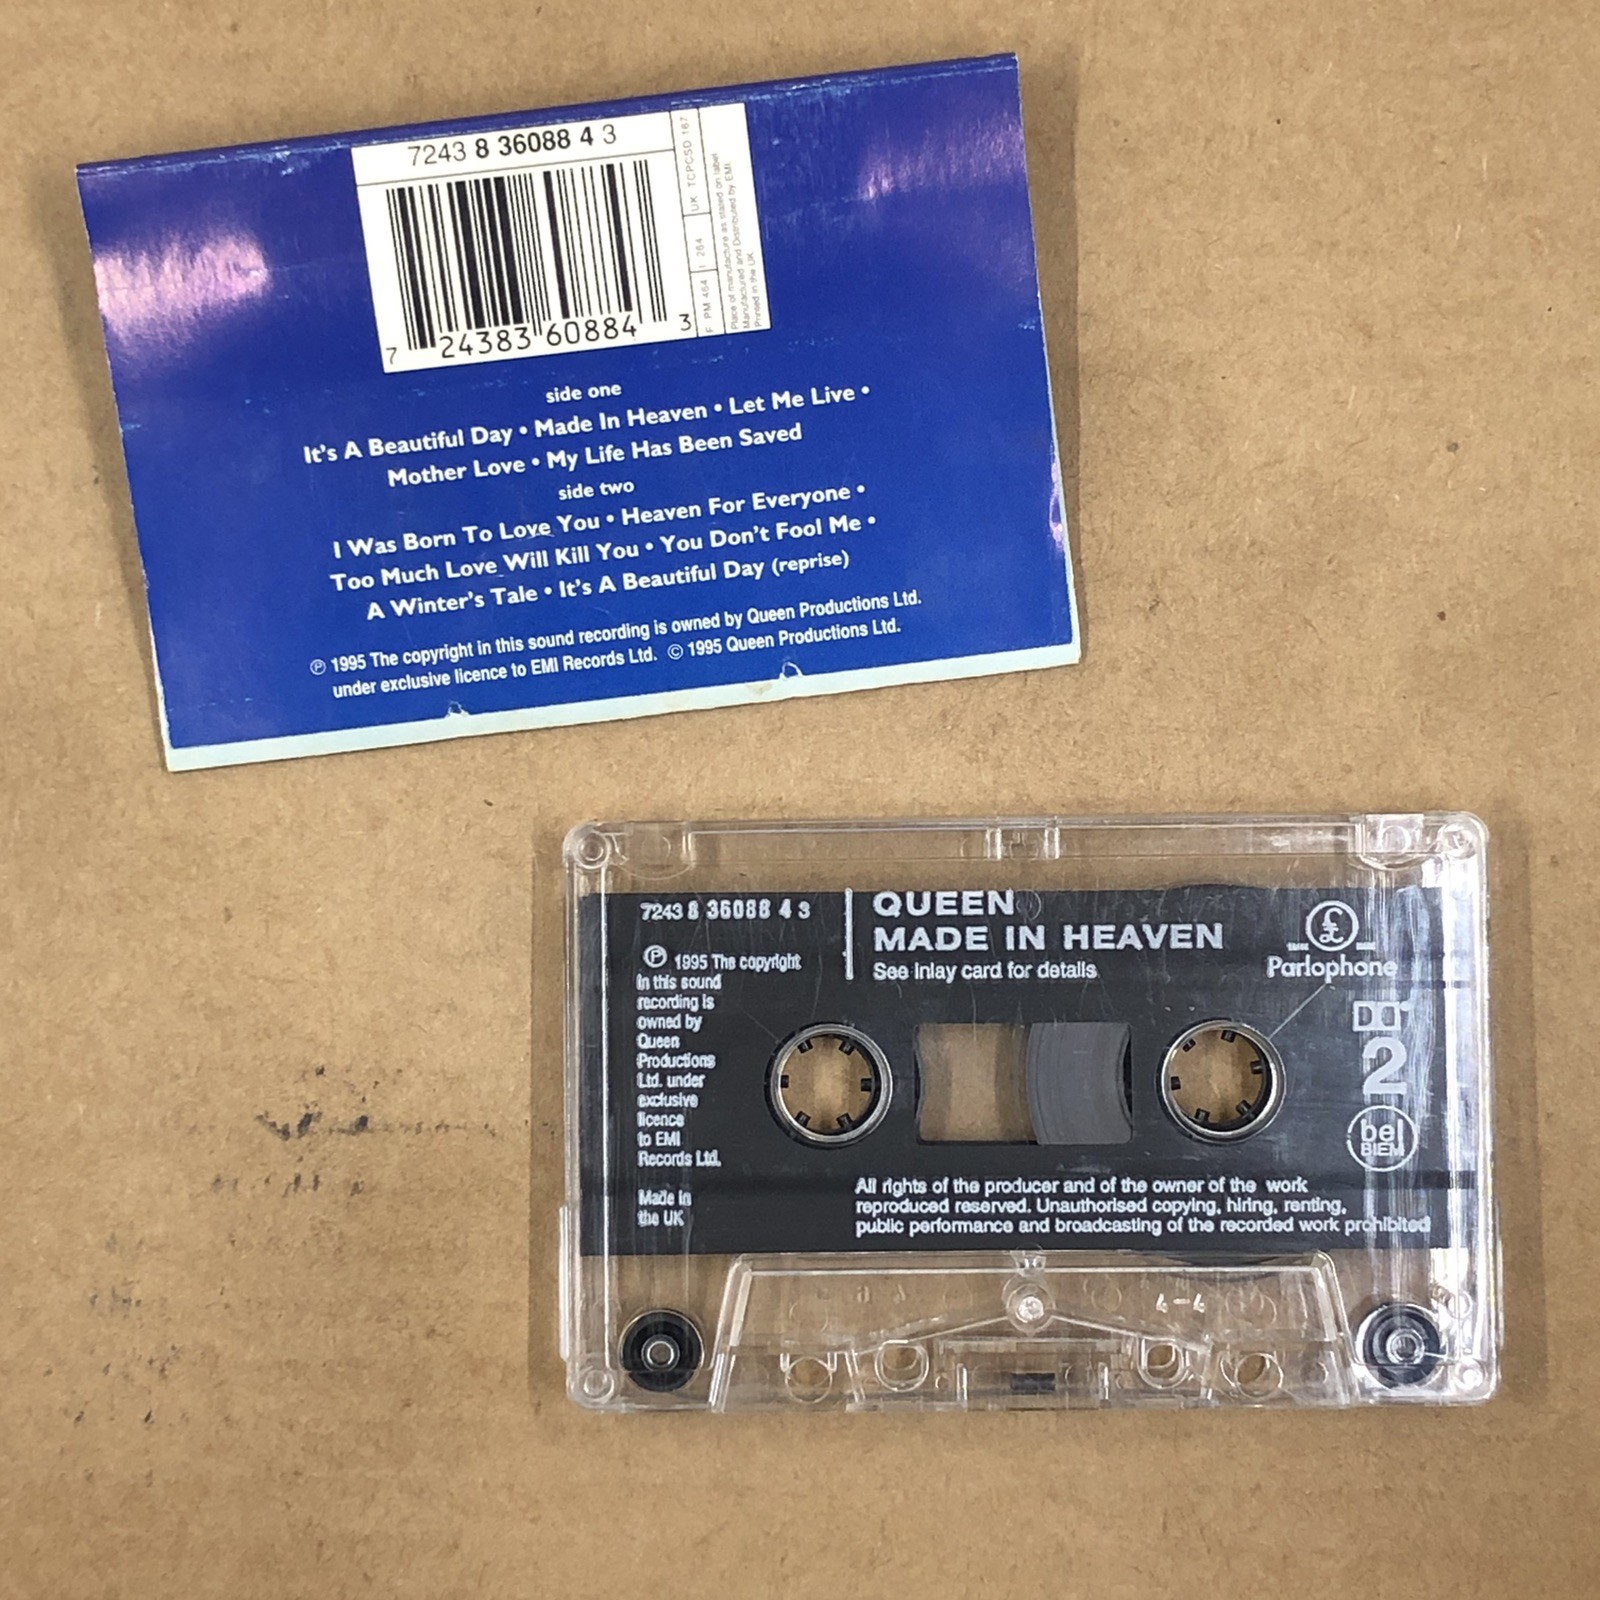 7243 8 36088 4 3
7 24383 60884 3
F PM 464 I 264 UK TCPCSD 167
Place of manufacture as stated on label
Manufactured and Distributed by EMI.
Printed in the UK
side one
It's A Beautiful Day • Made In Heaven • Let Me Live •
Mother Love • My Life Has Been Saved
side two
I Was Born To Love You • Heaven For Everyone •
Too Much Love Will Kill You • You Don't Fool Me •
A Winter's Tale • It's A Beautiful Day (reprise)
℗ 1995 The copyright in this sound recording is owned by Queen Productions Ltd.
under exclusive licence to EMI Records Ltd. © 1995 Queen Productions Ltd.
7243 8 36088 4 3
℗ 1995 The copyright
in this sound
recording is
owned by
Queen
Productions
Ltd. under
exclusive
licence
to EMI
Records Ltd.
Made in
the UK
QUEEN
MADE IN HEAVEN
See inlay card for details
£
Parlophone
2
bel
BIEM
All rights of the producer and of the owner of the work
reproduced reserved. Unauthorised copying, hiring, renting,
public performance and broadcasting of the recorded work prohibited
4-4